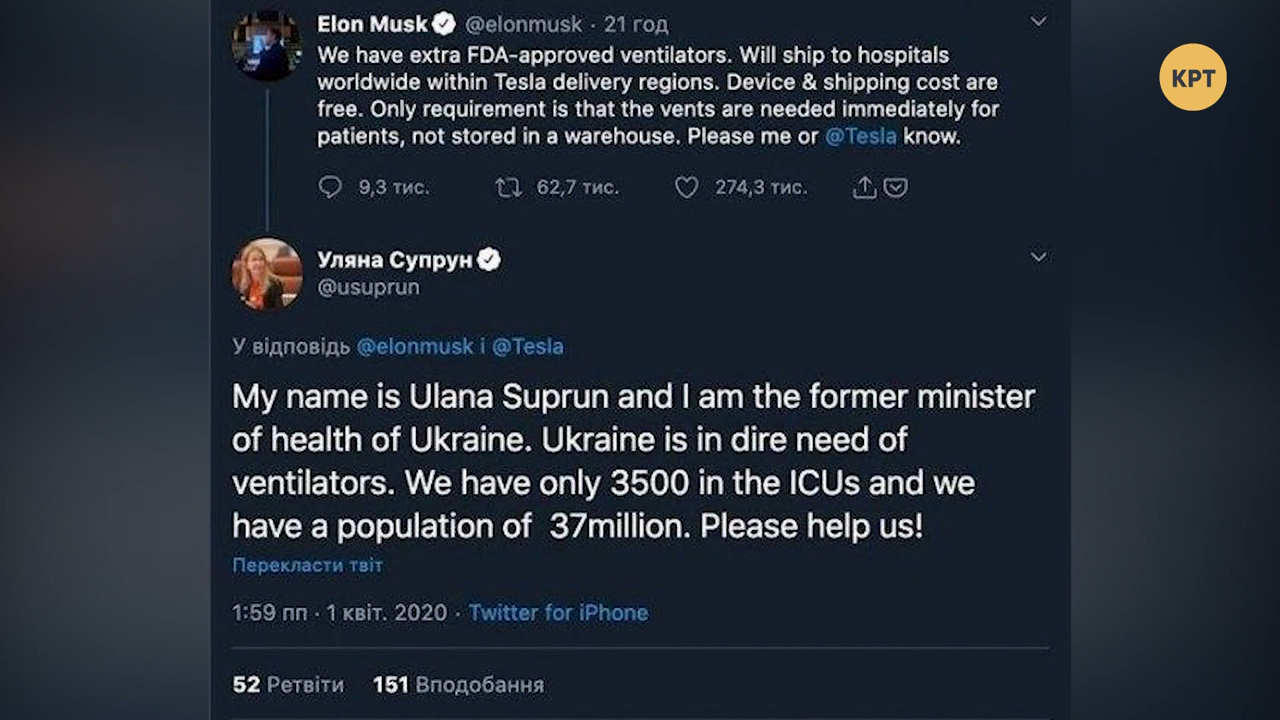 Elon Musk @elonmusk · 21 год
We have extra FDA-approved ventilators. Will ship to hospitals
worldwide within Tesla delivery regions. Device & shipping cost are
free. Only requirement is that the vents are needed immediately for
patients, not stored in a warehouse. Please me or @Tesla know.
9,3 тис. 62,7 тис. 274,3 тис.
КРТ
Уляна Супрун
@usuprun
У відповідь @elonmusk і @Tesla
My name is Ulana Suprun and I am the former minister
of health of Ukraine. Ukraine is in dire need of
ventilators. We have only 3500 in the ICUs and we
have a population of 37million. Please help us!
Перекласти твіт
1:59 пп · 1 квіт. 2020 · Twitter for iPhone
52 Ретвіти 151 Вподобання